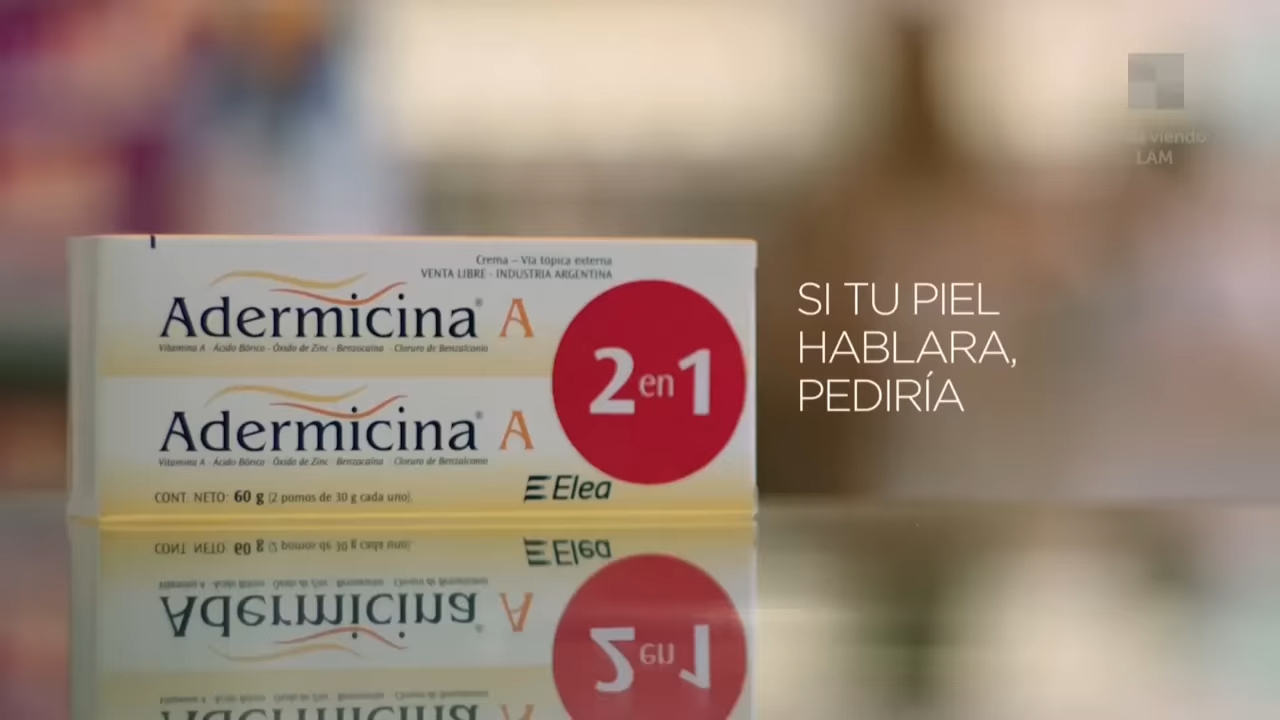 viendo
LAM
Crema – Vía tópica externa
VENTA LIBRE - INDUSTRIA ARGENTINA
Adermicina® A
Vitamina A - Ácido Bórico - Óxido de Zinc - Benzocaína - Cloruro de Benzalconio
2 en 1
Adermicina® A
Vitamina A - Ácido Bórico - Óxido de Zinc - Benzocaína - Cloruro de Benzalconio
CONT. NETO: 60 g (2 pomos de 30 g cada uno).
Elea
SI TU PIEL
HABLARA,
PEDIRÍA